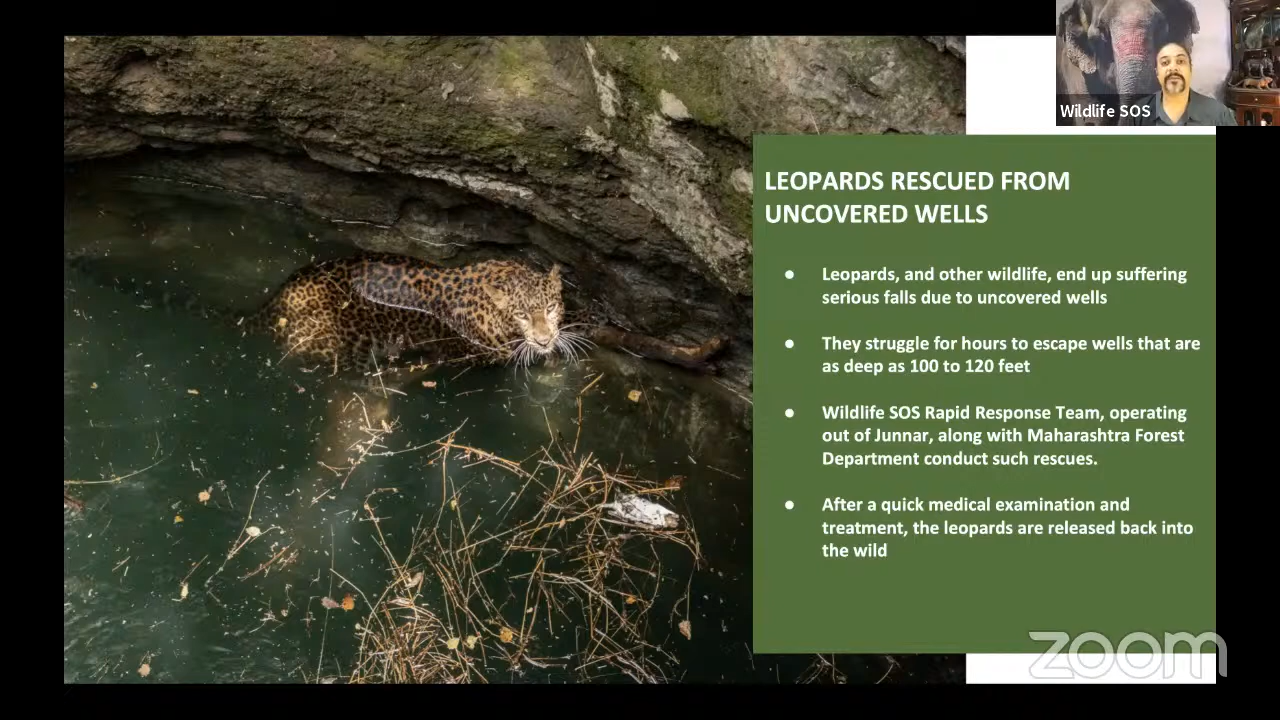 Wildlife SOS
LEOPARDS RESCUED FROM
UNCOVERED WELLS
● Leopards, and other wildlife, end up suffering
serious falls due to uncovered wells
● They struggle for hours to escape wells that are
as deep as 100 to 120 feet
● Wildlife SOS Rapid Response Team, operating
out of Junnar, along with Maharashtra Forest
Department conduct such rescues.
● After a quick medical examination and
treatment, the leopards are released back into
the wild
zoom